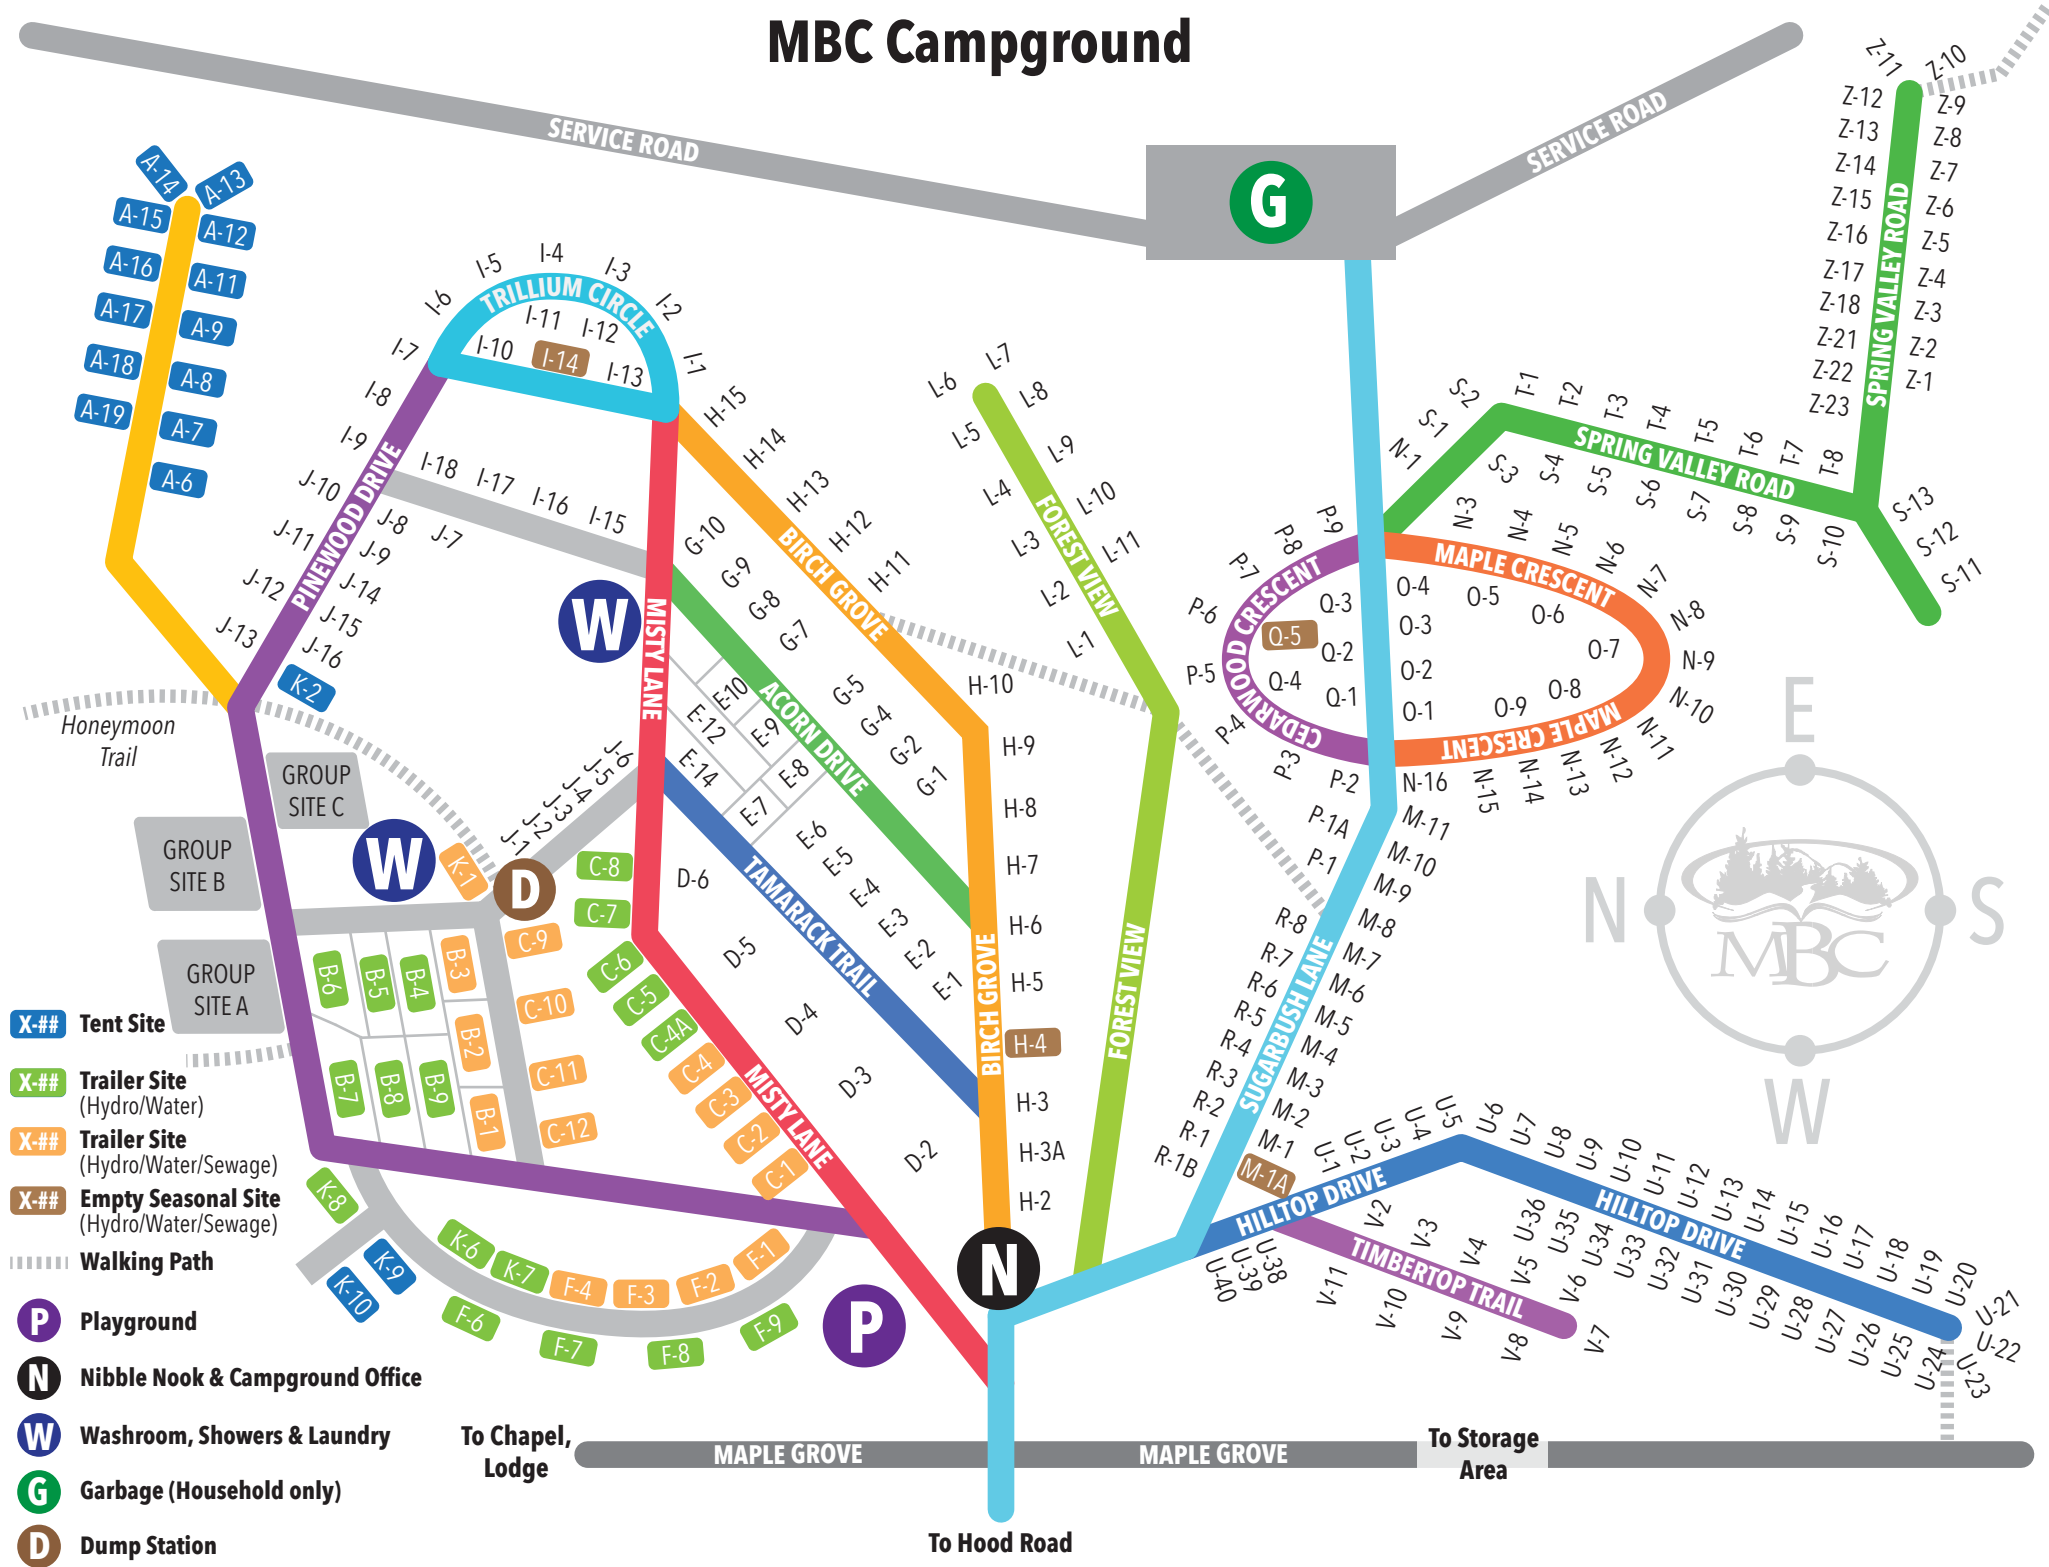 MBC Campground
SERVICE ROAD
SERVICE ROAD
G
Z-11
Z-10
Z-12
Z-13
Z-14
Z-15
Z-16
Z-17
Z-18
Z-21
Z-22
Z-23
Z-9
Z-8
Z-7
Z-6
Z-5
Z-4
Z-3
Z-2
Z-1
SPRING VALLEY ROAD
A-14
A-13
A-15
A-12
A-16
A-11
A-17
A-9
A-18
A-8
A-19
A-7
A-6
I-7
I-6
I-5
I-4
I-3
I-2
I-1
TRILLIUM CIRCLE
I-11
I-12
I-10
I-14
I-13
I-8
I-9
J-10
J-11
J-12
J-13
PINEWOOD DRIVE
I-18
I-17
I-16
I-15
J-8
J-7
J-9
J-14
J-15
J-16
K-2
W
MISTY LANE
H-15
H-14
H-13
H-12
H-11
BIRCH GROVE
H-10
H-9
H-8
H-7
H-6
H-5
H-4
H-3
H-3A
H-2
BIRCH GROVE
G-10
G-9
G-8
G-7
G-5
G-4
G-2
G-1
ACORN DRIVE
E10
E-9
E-8
E-7
E-12
E-14
E-6
E-5
E-4
E-3
E-2
E-1
TAMARACK TRAIL
D-6
D-5
D-4
D-3
D-2
L-7
L-6
L-8
L-5
L-9
L-4
L-10
L-3
L-11
L-2
L-1
FOREST VIEW
FOREST VIEW
S-2
S-1
N-1
T-1
T-2
T-3
T-4
T-5
T-6
T-7
T-8
SPRING VALLEY ROAD
S-3
S-4
S-5
S-6
S-7
S-8
S-9
S-10
S-13
S-12
S-11
P-9
P-8
P-7
P-6
P-5
P-4
P-3
P-2
CEDARWOOD CRESCENT
Q-3
Q-5
Q-2
Q-4
Q-1
O-4
O-3
O-2
O-1
O-5
O-6
O-7
O-8
O-9
MAPLE CRESCENT
MAPLE CRESCENT
N-3
N-4
N-5
N-6
N-7
N-8
N-9
N-10
N-11
N-12
N-13
N-14
N-15
N-16
P-1A
P-1
M-11
M-10
M-9
M-8
M-7
M-6
M-5
M-4
M-3
M-2
M-1
M-1A
R-8
R-7
R-6
R-5
R-4
R-3
R-2
R-1
R-1B
SUGARBUSH LANE
E
N
S
W
MBC
Honeymoon
Trail
GROUP
SITE C
GROUP
SITE B
GROUP
SITE A
W
K-1
D
J-6
J-5
J-4
J-3
J-2
J-1
C-8
C-7
C-6
C-5
C-4A
C-4
C-3
C-2
C-1
C-9
C-10
C-11
C-12
MISTY LANE
B-6
B-5
B-4
B-3
B-2
B-7
B-8
B-9
B-1
K-8
K-9
K-10
K-6
K-7
F-4
F-3
F-2
F-1
F-6
F-7
F-8
F-9
P
N
HILLTOP DRIVE
U-1
U-2
U-3
U-4
U-5
U-6
U-7
U-8
U-9
U-10
U-11
U-12
U-13
U-14
U-15
U-16
U-17
U-18
U-19
U-20
U-21
U-22
U-23
U-24
U-25
U-26
U-27
U-28
U-29
U-30
U-31
U-32
U-33
U-34
U-35
U-36
U-38
U-39
U-40
HILLTOP DRIVE
TIMBERTOP TRAIL
V-2
V-3
V-4
V-5
V-6
V-7
V-8
V-9
V-10
V-11
X-## Tent Site
X-## Trailer Site
(Hydro/Water)
X-## Trailer Site
(Hydro/Water/Sewage)
X-## Empty Seasonal Site
(Hydro/Water/Sewage)
Walking Path
P Playground
N Nibble Nook & Campground Office
W Washroom, Showers & Laundry
G Garbage (Household only)
D Dump Station
To Chapel,
Lodge
MAPLE GROVE
MAPLE GROVE
To Storage
Area
To Hood Road